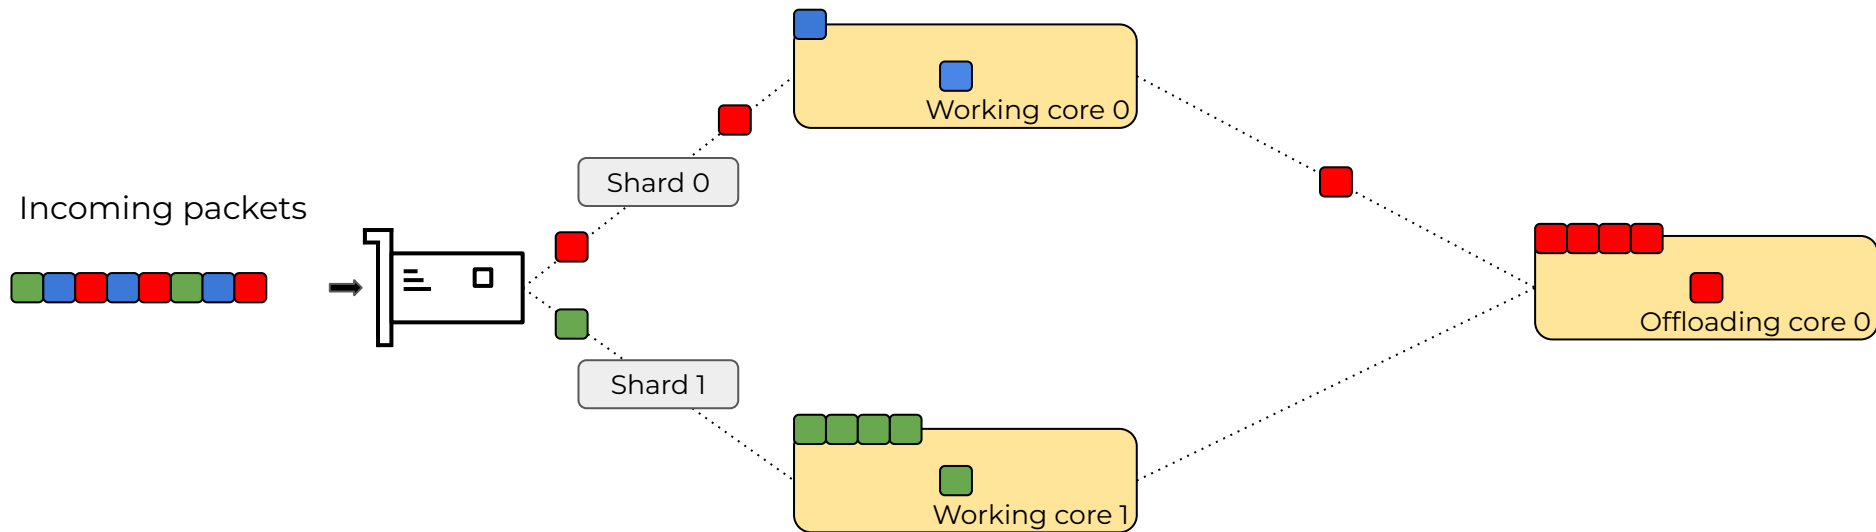 Incoming packets
Shard 0
Shard 1
Working core 0
Working core 1
Offloading core 0